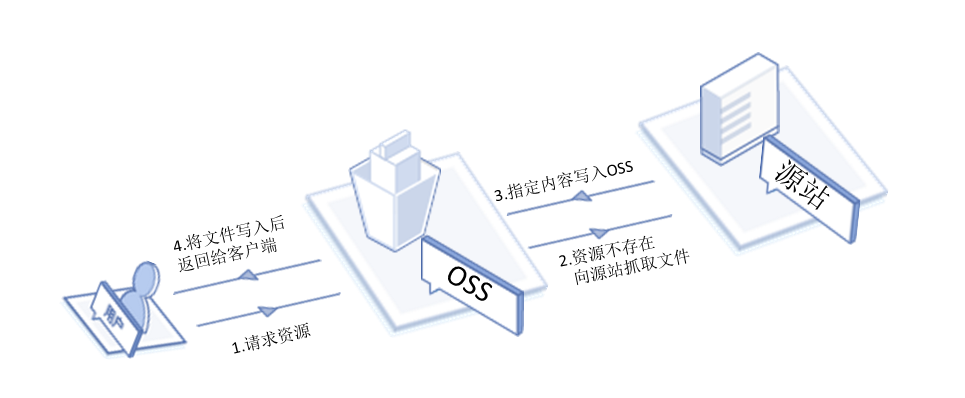 源站
3.指定内容写入OSS
2.资源不存在
向源站抓取文件
4.将文件写入后
返回给客户端
OSS
用户
1.请求资源